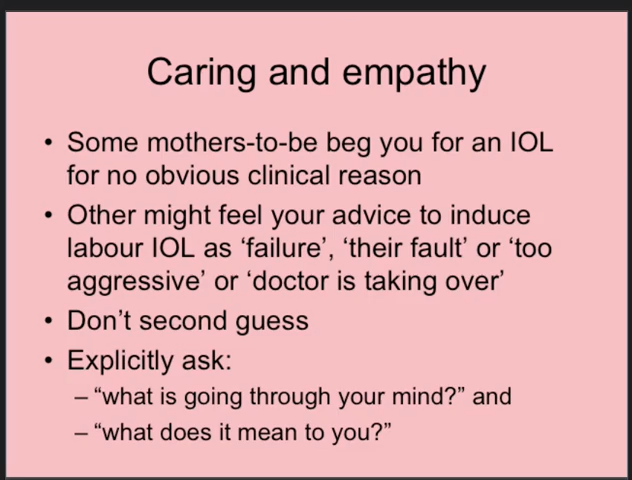 Caring and empathy
• Some mothers-to-be beg you for an IOL
for no obvious clinical reason
• Other might feel your advice to induce
labour IOL as ‘failure’, ‘their fault’ or ‘too
aggressive’ or ‘doctor is taking over’
• Don’t second guess
• Explicitly ask:
– “what is going through your mind?” and
– “what does it mean to you?”